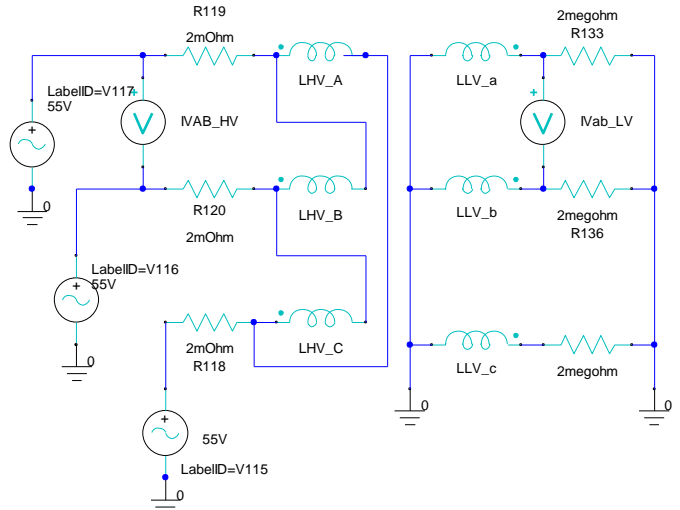 R119
2mOhm
LHV_A
LabelID=V117
55V
+
+
V
IVAB_HV
0
R120
2mOhm
LHV_B
LabelID=V116
55V
+
0
2mOhm
R118
LHV_C
+
55V
LabelID=V115
0
2megohm
R133
LLV_a
+
V
IVab_LV
LLV_b
2megohm
R136
LLV_c
2megohm
0
0